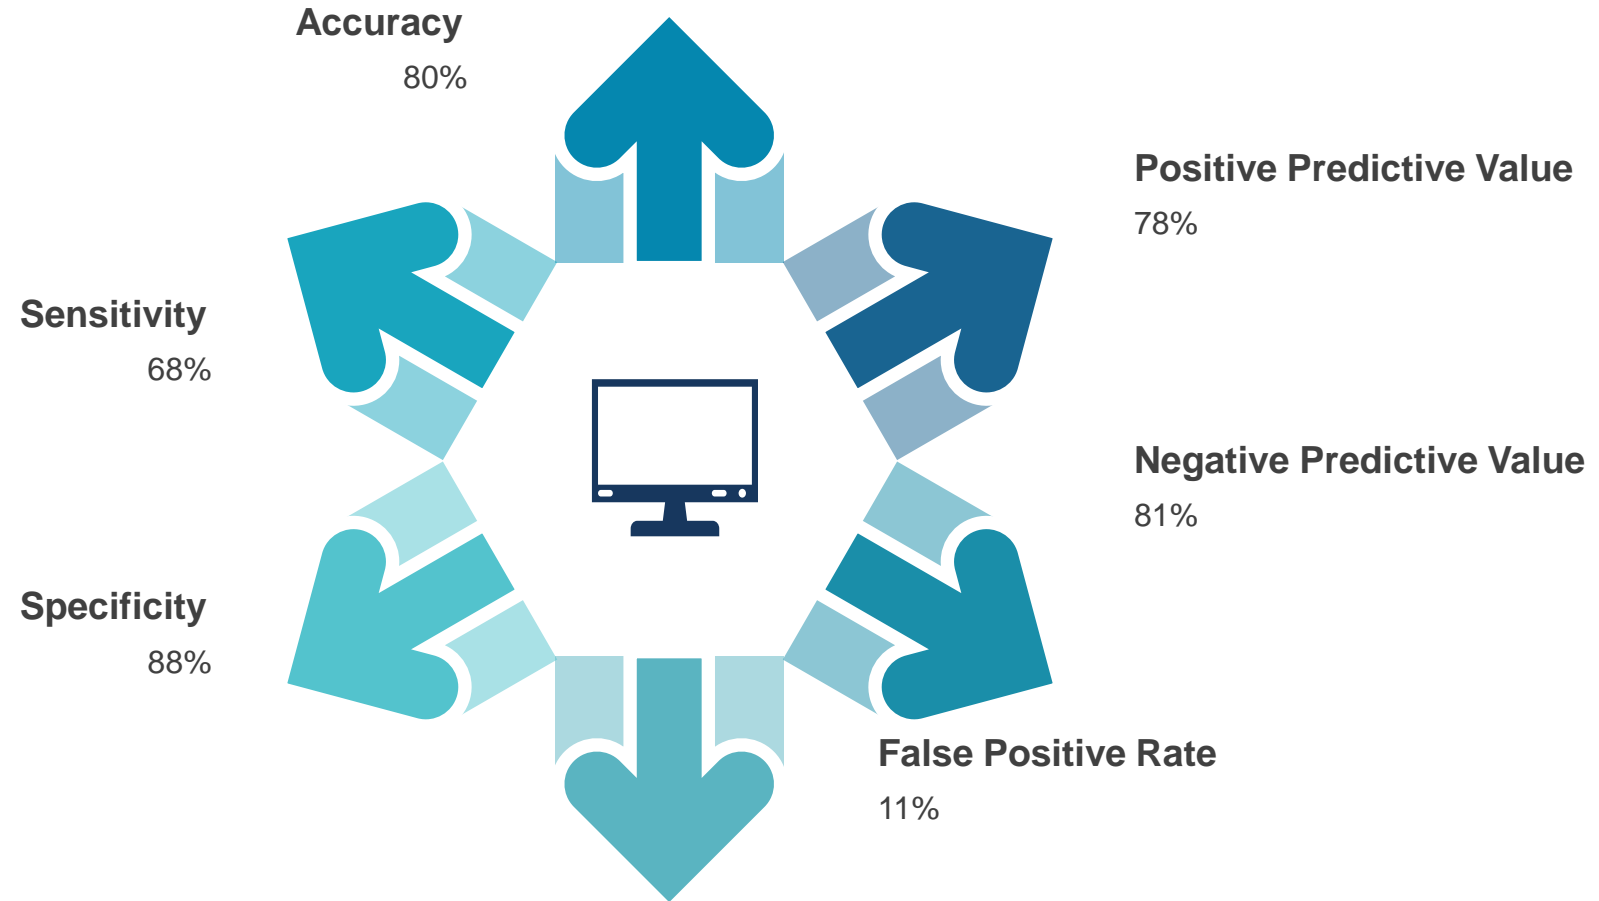 Accuracy
80%
Positive Predictive Value
78%
Sensitivity
68%
Negative Predictive Value
81%
Specificity
88%
False Positive Rate
11%